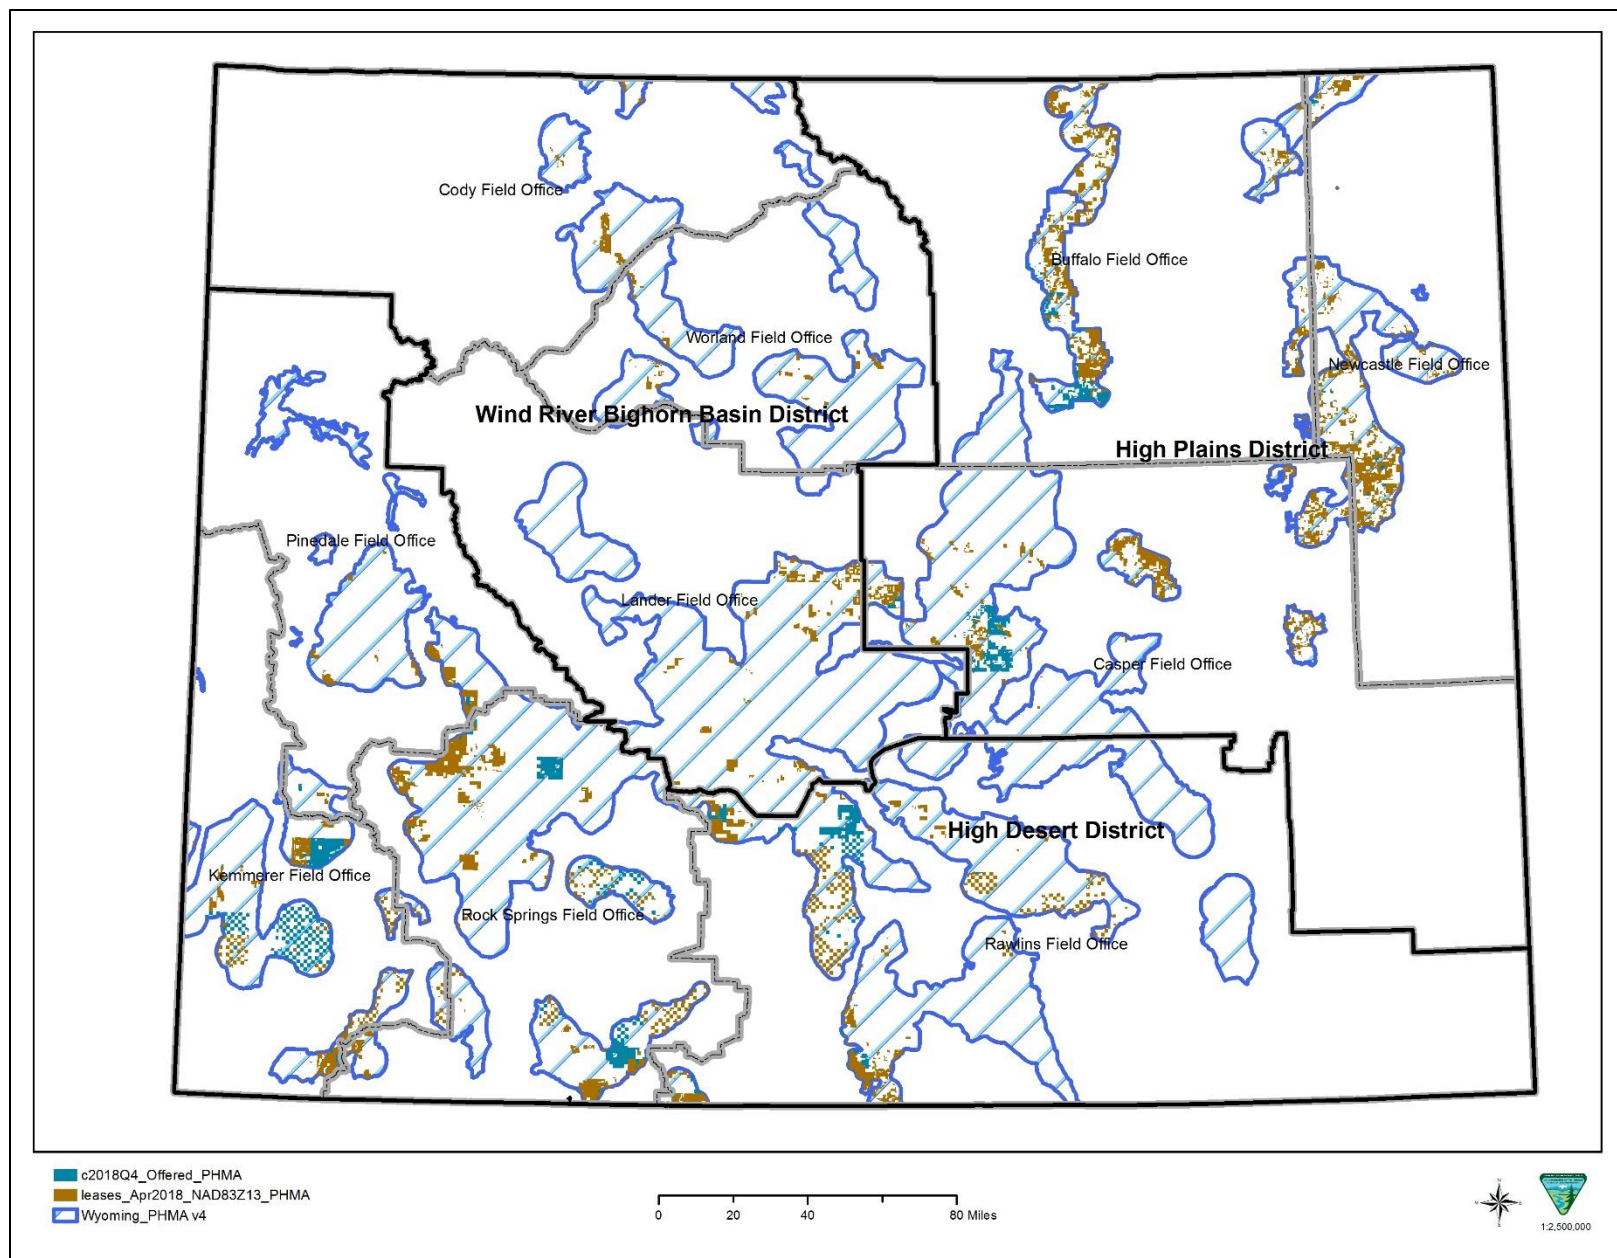 Cody Field Office
Buffalo Field Office
Worland Field Office
Newcastle Field Office
Wind River Bighorn Basin District
High Plains District
Pinedale Field Office
Lander Field Office
Casper Field Office
High Desert District
Kemmerer Field Office
Rock Springs Field Office
Rawlins Field Office
c2018Q4_Offered_PHMA
leases_Apr2018_NAD83Z13_PHMA
Wyoming_PHMA v4
0 20 40 80 Miles
1:2,500,000